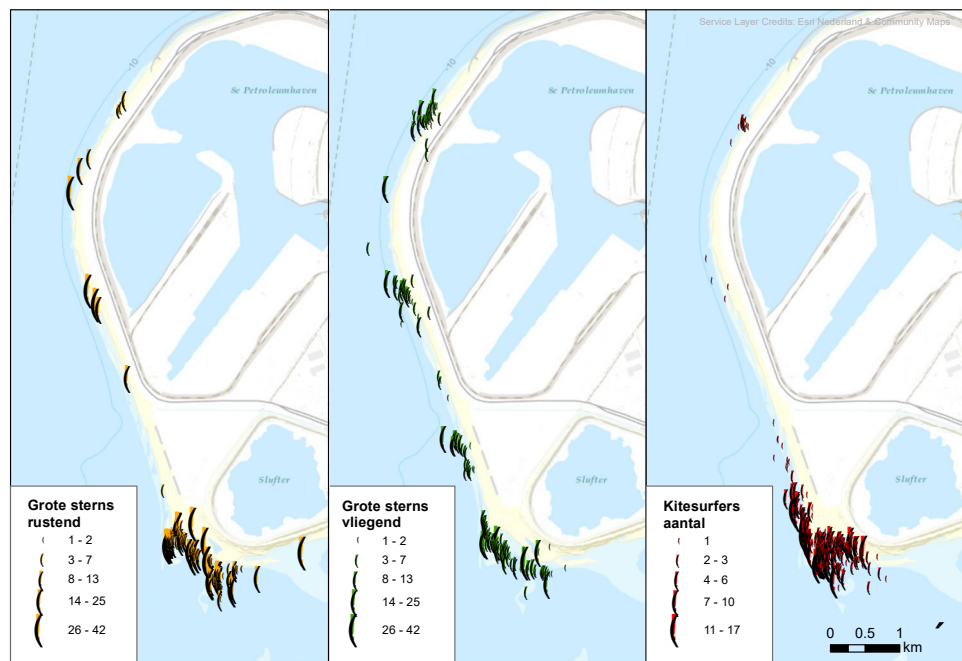 Service Layer Credits: Esri Nederland & Community Maps
-10
8e Petroleumhaven
Slufter
Grote sterns
rustend
1 - 2
3 - 7
8 - 13
14 - 25
26 - 42
-10
8e Petroleumhaven
Slufter
Grote sterns
vliegend
1 - 2
3 - 7
8 - 13
14 - 25
26 - 42
-10
8e Petroleumhaven
Slufter
Kitesurfers
aantal
1
2 - 3
4 - 6
7 - 10
11 - 17
0 0.5 1
km